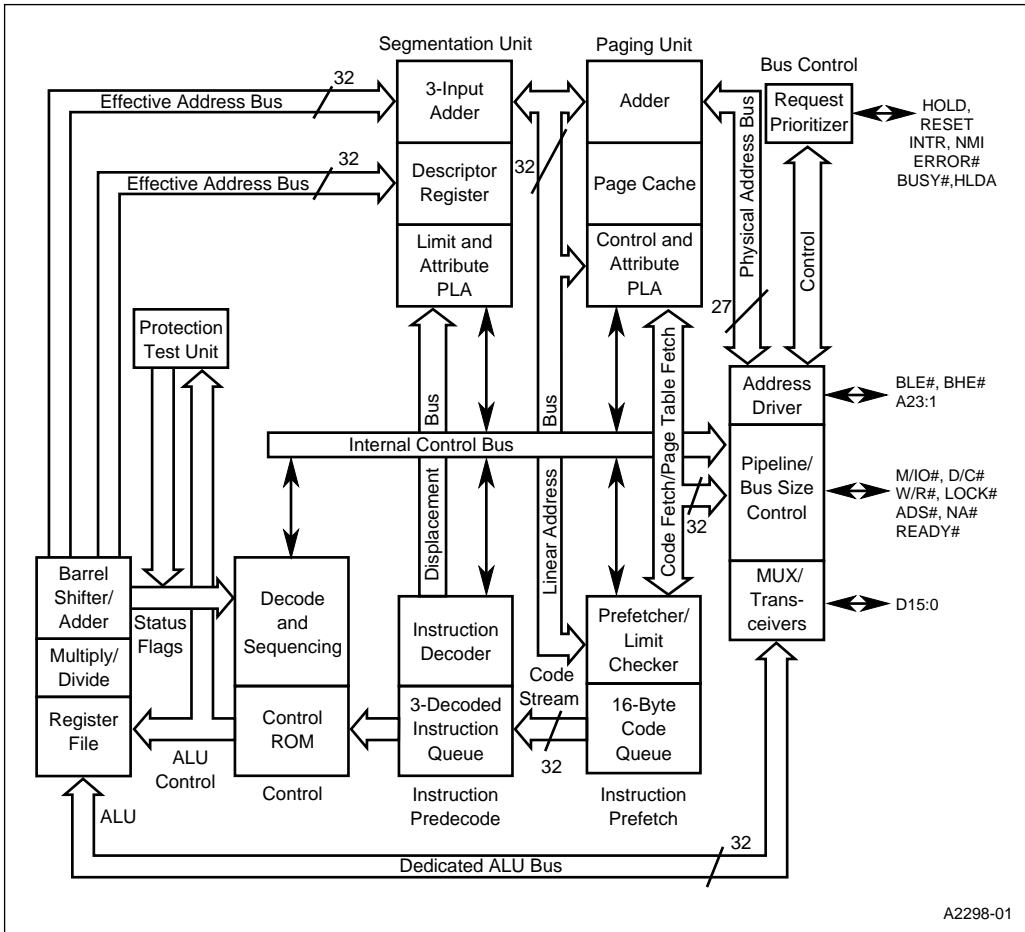 Segmentation Unit
Paging Unit
Bus Control
32
Effective Address Bus
3-Input
Adder
Adder
Request
Prioritizer
HOLD,
RESET
INTR, NMI
ERROR#
BUSY#,HLDA
32
Effective Address Bus
Descriptor
Register
32
Page Cache
Physical Address Bus
Control
Limit and
Attribute
PLA
Control and
Attribute
PLA
27
Protection
Test Unit
Address
Driver
BLE#, BHE#
A23:1
Displacement
Bus
Linear Address
Bus
Code Fetch/Page Table Fetch
Internal Control Bus
Pipeline/
Bus Size
Control
M/IO#, D/C#
W/R#, LOCK#
ADS#, NA#
READY#
32
Barrel
Shifter/
Adder
Status
Flags
Decode
and
Sequencing
Instruction
Decoder
Prefetcher/
Limit
Checker
MUX/
Trans-
ceivers
D15:0
Multiply/
Divide
Code
Stream
Register
File
Control
ROM
3-Decoded
Instruction
Queue
16-Byte
Code
Queue
32
ALU
Control
Control
Instruction
Predecode
Instruction
Prefetch
ALU
32
Dedicated ALU Bus
A2298-01